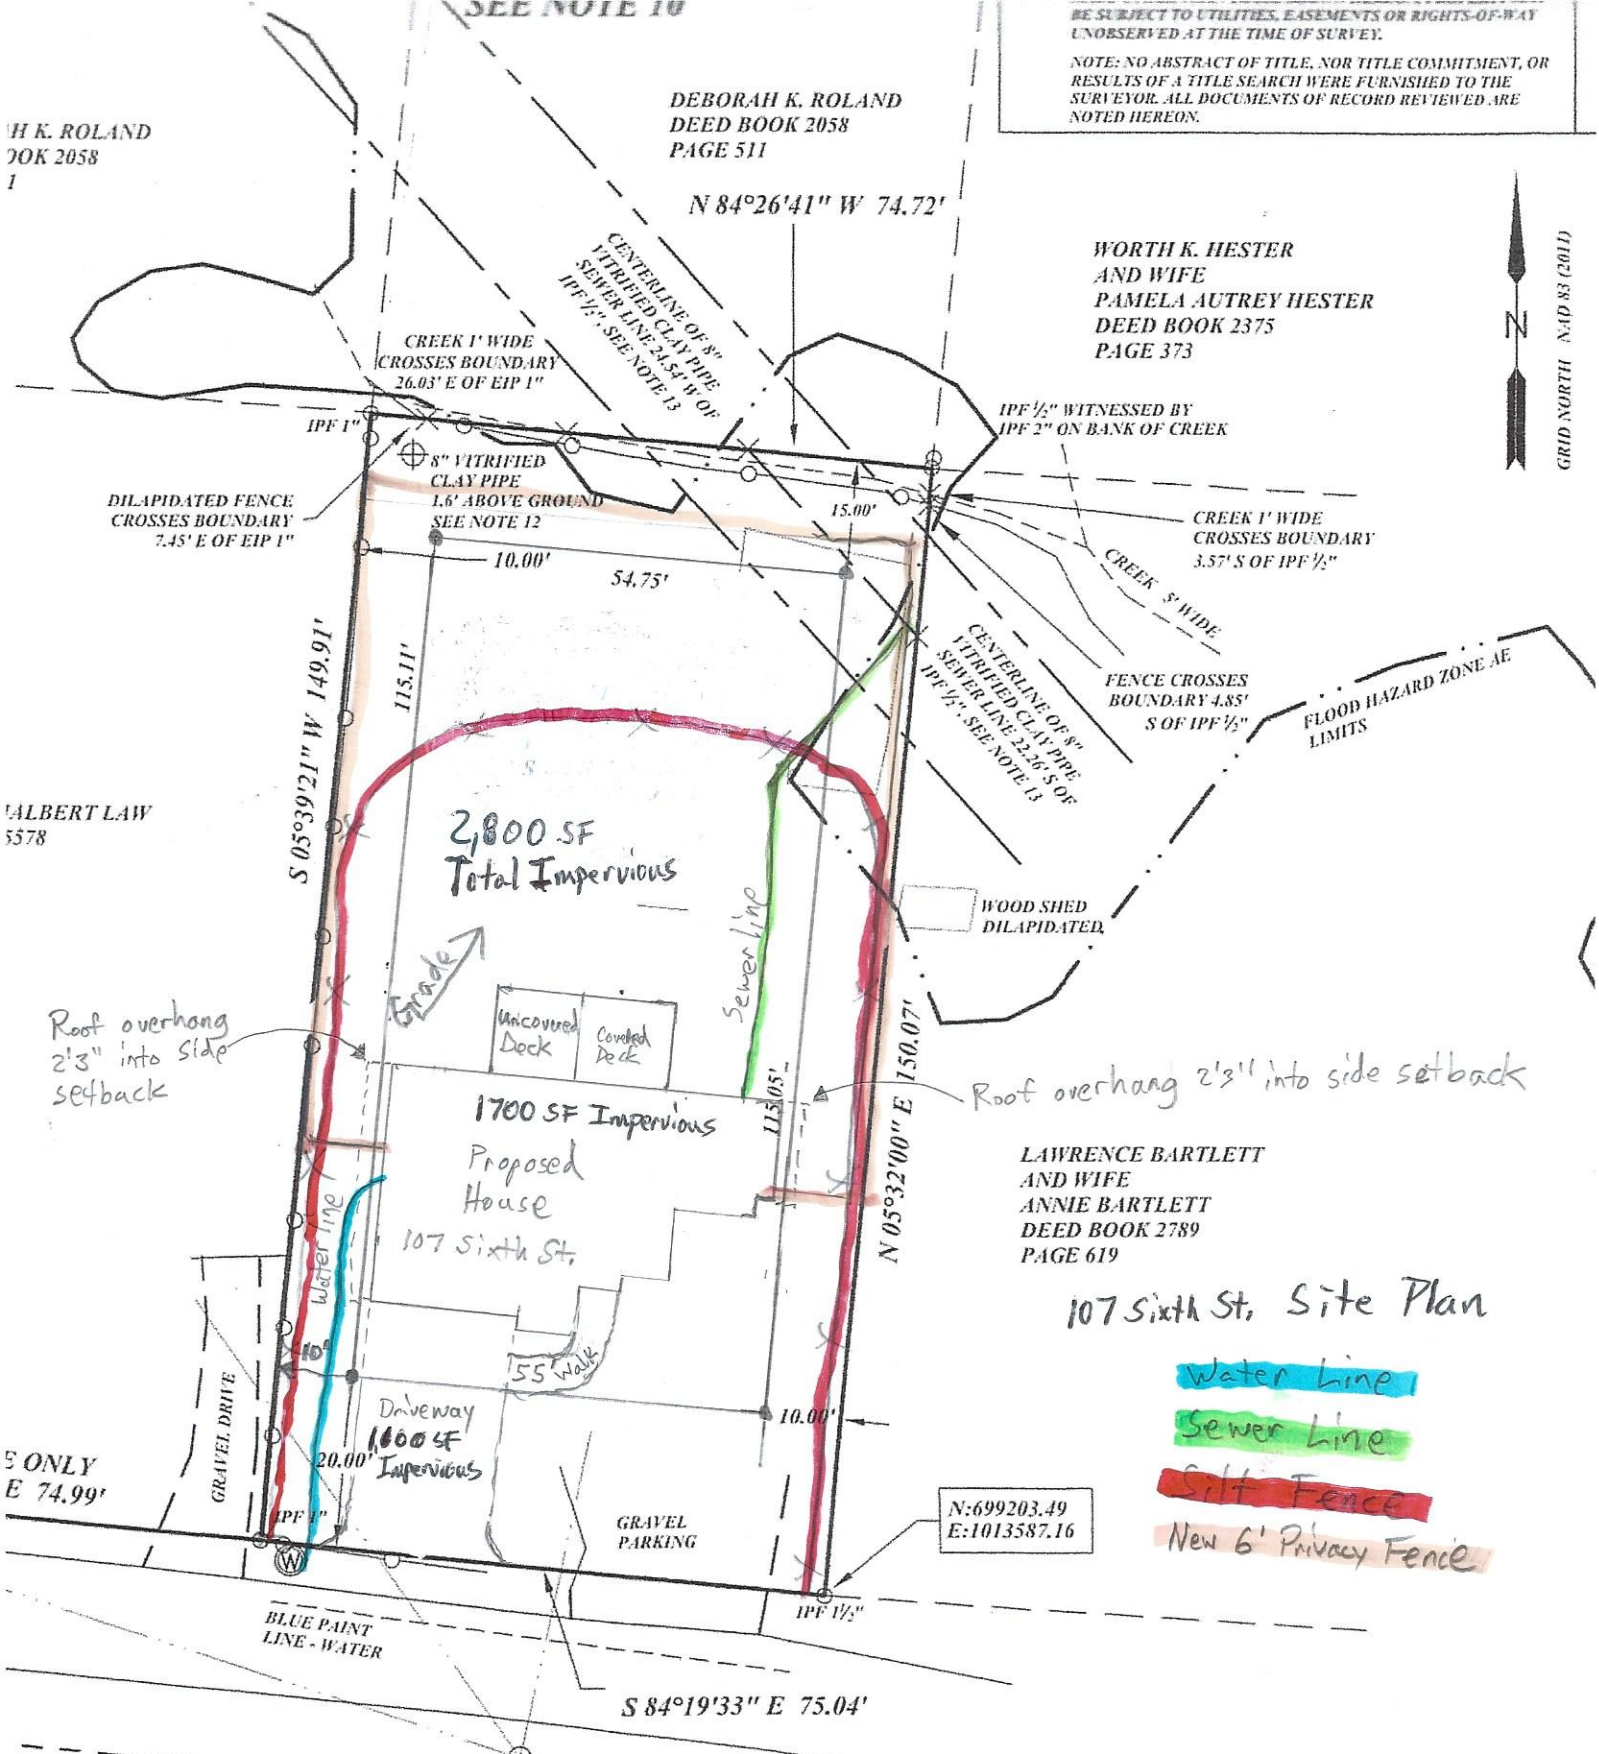 SEE NOTE 10
BE SUBJECT TO UTILITIES, EASEMENTS OR RIGHTS-OF-WAY
UNOBSERVED AT THE TIME OF SURVEY.
NOTE: NO ABSTRACT OF TITLE, NOR TITLE COMMITMENT, OR
RESULTS OF A TITLE SEARCH WERE FURNISHED TO THE
SURVEYOR. ALL DOCUMENTS OF RECORD REVIEWED ARE
NOTED HEREON.
H K. ROLAND
OOK 2058
1
DEBORAH K. ROLAND
DEED BOOK 2058
PAGE 511
N 84°26'41" W 74.72'
WORTH K. HESTER
AND WIFE
PAMELA AUTREY HESTER
DEED BOOK 2375
PAGE 373
N
GRID NORTH NAD 83 (2011)
CENTERLINE OF 8"
VITRIFIED CLAY PIPE
SEWER LINE 24.54' W OF
IPF ½", SEE NOTE 13
CREEK 1' WIDE
CROSSES BOUNDARY
26.03' E OF EIP 1"
IPF 1"
IPF ½" WITNESSED BY
IPF 2" ON BANK OF CREEK
8" VITRIFIED
CLAY PIPE
1.6' ABOVE GROUND
SEE NOTE 12
DILAPIDATED FENCE
CROSSES BOUNDARY
7.45' E OF EIP 1"
15.00'
CREEK 1' WIDE
CROSSES BOUNDARY
3.57' S OF IPF ½"
CREEK 5' WIDE
10.00'
54.75'
115.11'
S 05°39'21" W 149.91'
CENTERLINE OF 8"
VITRIFIED CLAY PIPE
SEWER LINE 22.26' S OF
IPF ½", SEE NOTE 13
FENCE CROSSES
BOUNDARY 4.85'
S OF IPF ½"
FLOOD HAZARD ZONE AE
LIMITS
ALBERT LAW
5578
2,800 SF
Total Impervious
Sewer Line
WOOD SHED
DILAPIDATED
Grade
Uncovered
Deck
Covered
Deck
Roof overhang
2'3" into side
setback
115.05'
N 05°32'00" E 150.07'
Roof overhang 2'3" into side setback
1700 SF Impervious
Proposed
House
107 Sixth St.
Water line
LAWRENCE BARTLETT
AND WIFE
ANNIE BARTLETT
DEED BOOK 2789
PAGE 619
107 Sixth St. Site Plan
Water Line
Sewer Line
Silt Fence
New 6' Privacy Fence
10'
55' Walk
GRAVEL DRIVE
Driveway
1,100 SF
Impervious
20.00'
10.00'
E ONLY
E 74.99'
IPF 1"
W
GRAVEL
PARKING
N:699203.49
E:1013587.16
IPF 1½"
BLUE PAINT
LINE - WATER
S 84°19'33" E 75.04'